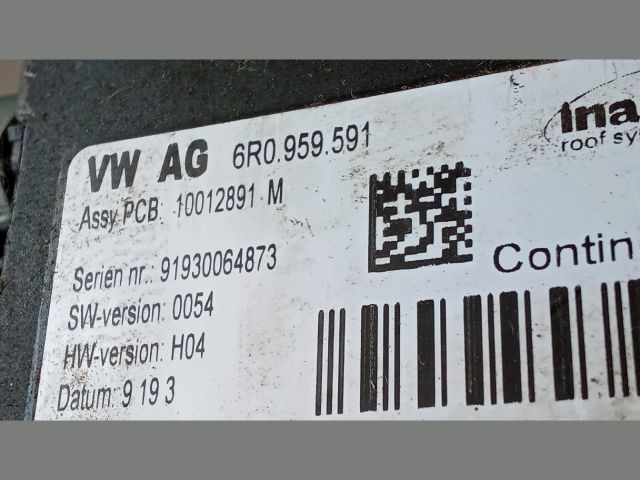 VW AG 6R0.959.591
ina
roof sy
Assy PCB: 10012891 M
Contin
Serien nr.: 91930064873
SW-version: 0054
HW-version: H04
Datum: 9 19 3